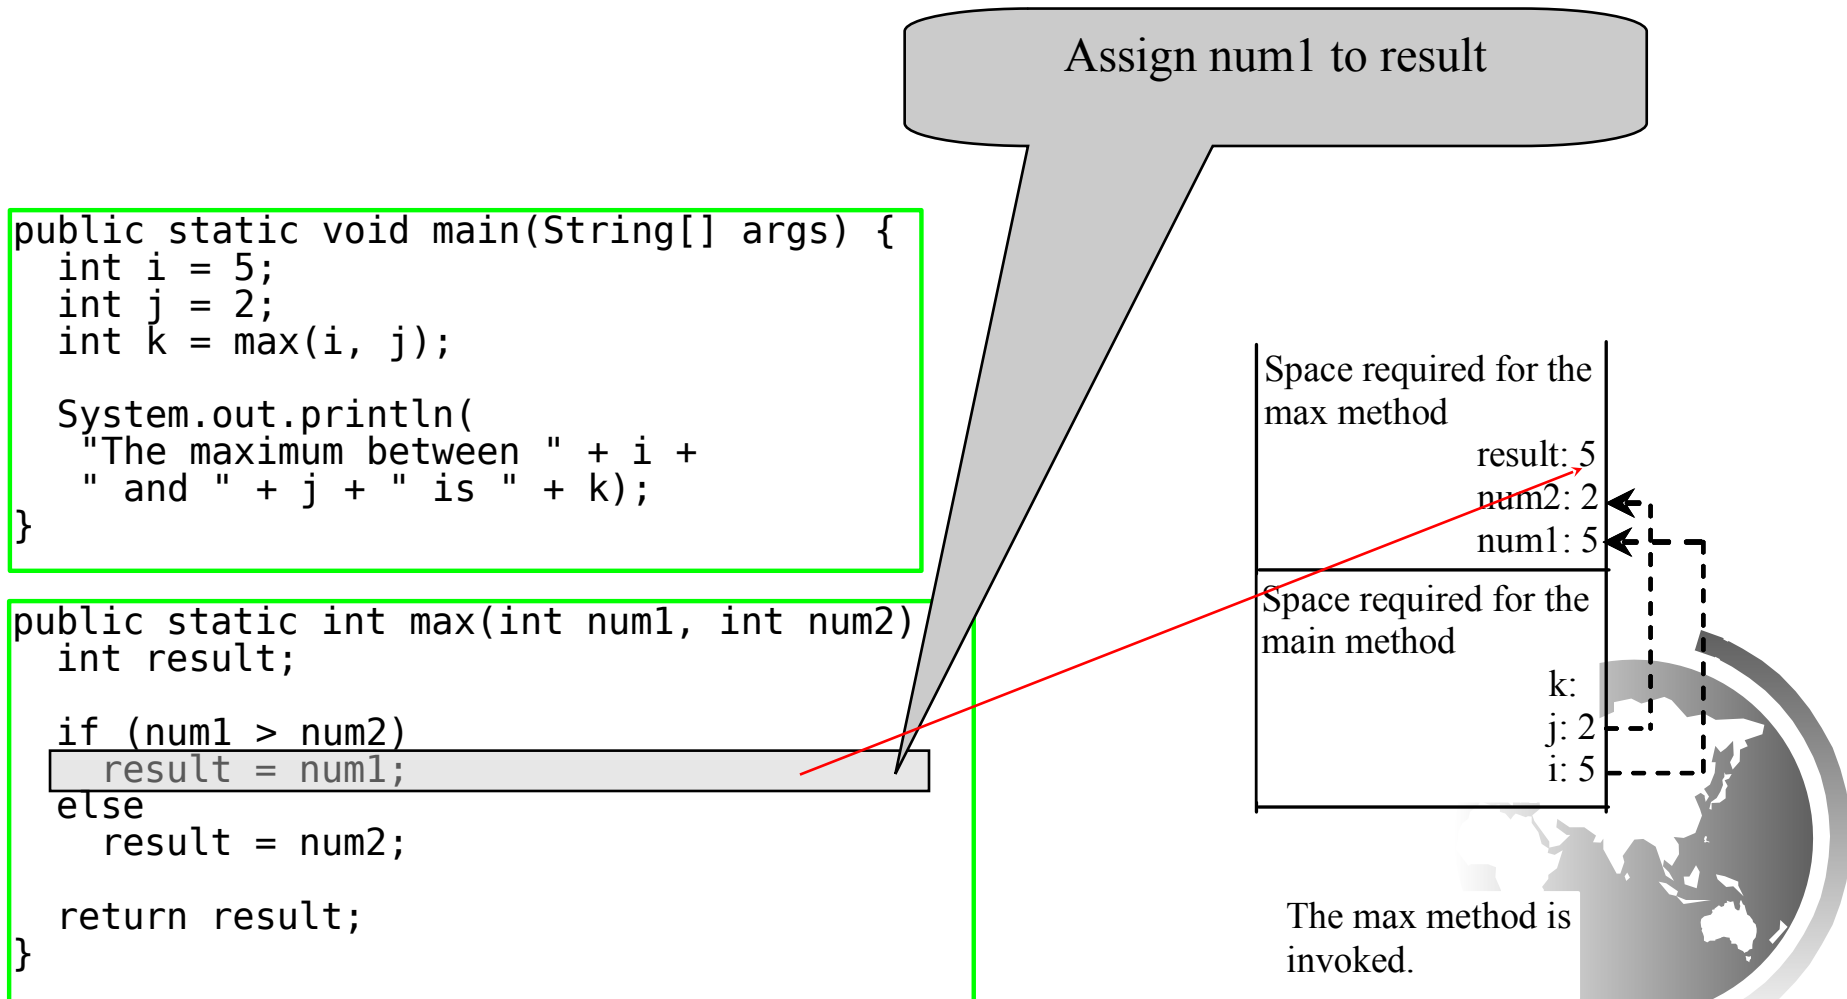 Assign num1 to result
public static void main(String[] args) {
  int i = 5;
  int j = 2;
  int k = max(i, j);
  System.out.println(
   "The maximum between " + i +
   " and " + j + " is " + k);
}
public static int max(int num1, int num2)
  int result;
  if (num1 > num2)
    result = num1;
  else
    result = num2;
  return result;
}
Space required for the
max method
result: 5
num2: 2
num1: 5
Space required for the
main method
k:
j: 2
i: 5
The max method is
invoked.